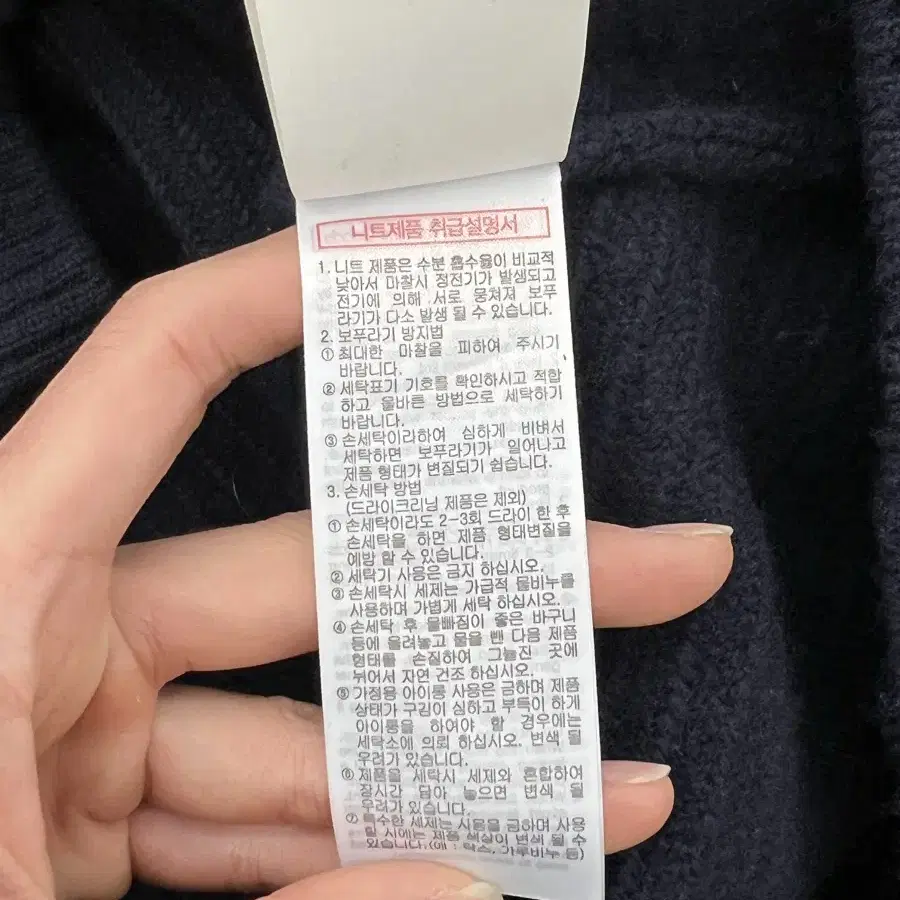 니트제품 취급설명서
1. 니트 제품은 수분 흡수율이 비교적
낮아서 마찰시 정전기가 발생되고
전기에 의해 서로 뭉쳐져 보푸
라기가 다소 발생 될 수 있습니다.
2. 보푸라기 방지법
① 최대한 마찰을 피하여 주시기
바랍니다.
② 세탁표기 기호를 확인하시고 적합
하고 올바른 방법으로 세탁하기
바랍니다.
③ 손세탁이라하여 심하게 비벼서
세탁하면 보푸라기가 일어나고
제품 형태가 변질되기 쉽습니다.
3. 손세탁 방법
(드라이크리닝 제품은 제외)
① 손세탁이라도 2-3회 드라이 한 후
손세탁을 하면 제품 형태변질을
예방 할 수 있습니다.
② 세탁기 사용은 금지 하십시오.
③ 손세탁시 세제는 가급적 물비누를
사용하며 가볍게 세탁 하십시오.
④ 손세탁 후 물빠짐이 좋은 바구니
등에 올려놓고 물을 뺀 다음 제품
형태를 손질하여 그늘진 곳에
뉘어서 자연 건조 하십시오.
⑤ 가정용 아이롱 사용은 금하며 제품
상태가 구김이 심하고 부득이 하게
아이롱을 하여야 할 경우에는
세탁소에 의뢰 하십시오. 변색 될
우려가 있습니다.
⑥ 제품을 세탁시 세제와 혼합하여
장시간 담아 놓으면 변색 될
우려가 있습니다.
⑦ 특수한 세제는 사용을 금하며 사용
될 시에는 제품 색상이 변색 될 수
있습니다.(예 : 락스, 가루비누 등)